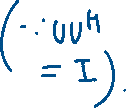 (∵ UU^H
= I).